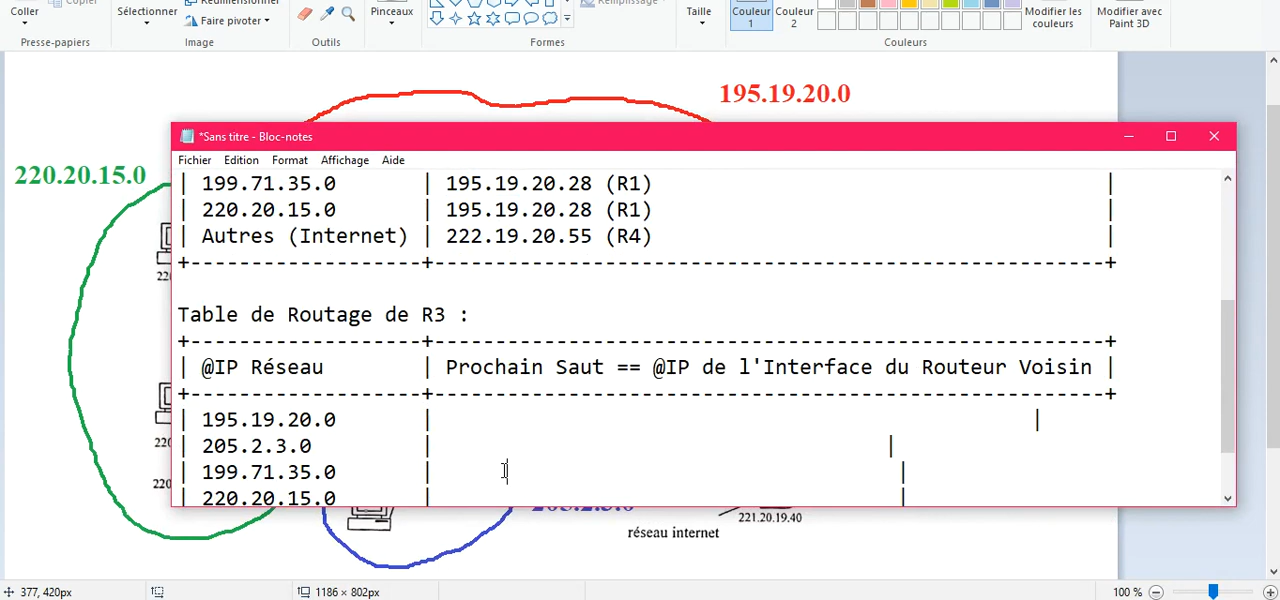 Coller
Copier
Sélectionner
Redimensionner
Faire pivoter
Pinceaux
Remplissage
Taille
Couleur 1
Couleur 2
Modifier les couleurs
Modifier avec Paint 3D
Presse-papiers
Image
Outils
Formes
Couleurs
195.19.20.0
220.20.15.0
*Sans titre - Bloc-notes
Fichier Edition Format Affichage Aide
| 199.71.35.0 | 195.19.20.28 (R1) |
| 220.20.15.0 | 195.19.20.28 (R1) |
| Autres (Internet) | 222.19.20.55 (R4) |
+-------------------+-------------------------------------------------------+
Table de Routage de R3 :
+-------------------+-------------------------------------------------------+
| @IP Réseau | Prochain Saut == @IP de l'Interface du Routeur Voisin |
+-------------------+-------------------------------------------------------+
| 195.19.20.0 | |
| 205.2.3.0 | |
| 199.71.35.0 | |
| 220.20.15.0 | |
221.20.19.40
réseau internet
377, 420px
1186 × 802px
100 %